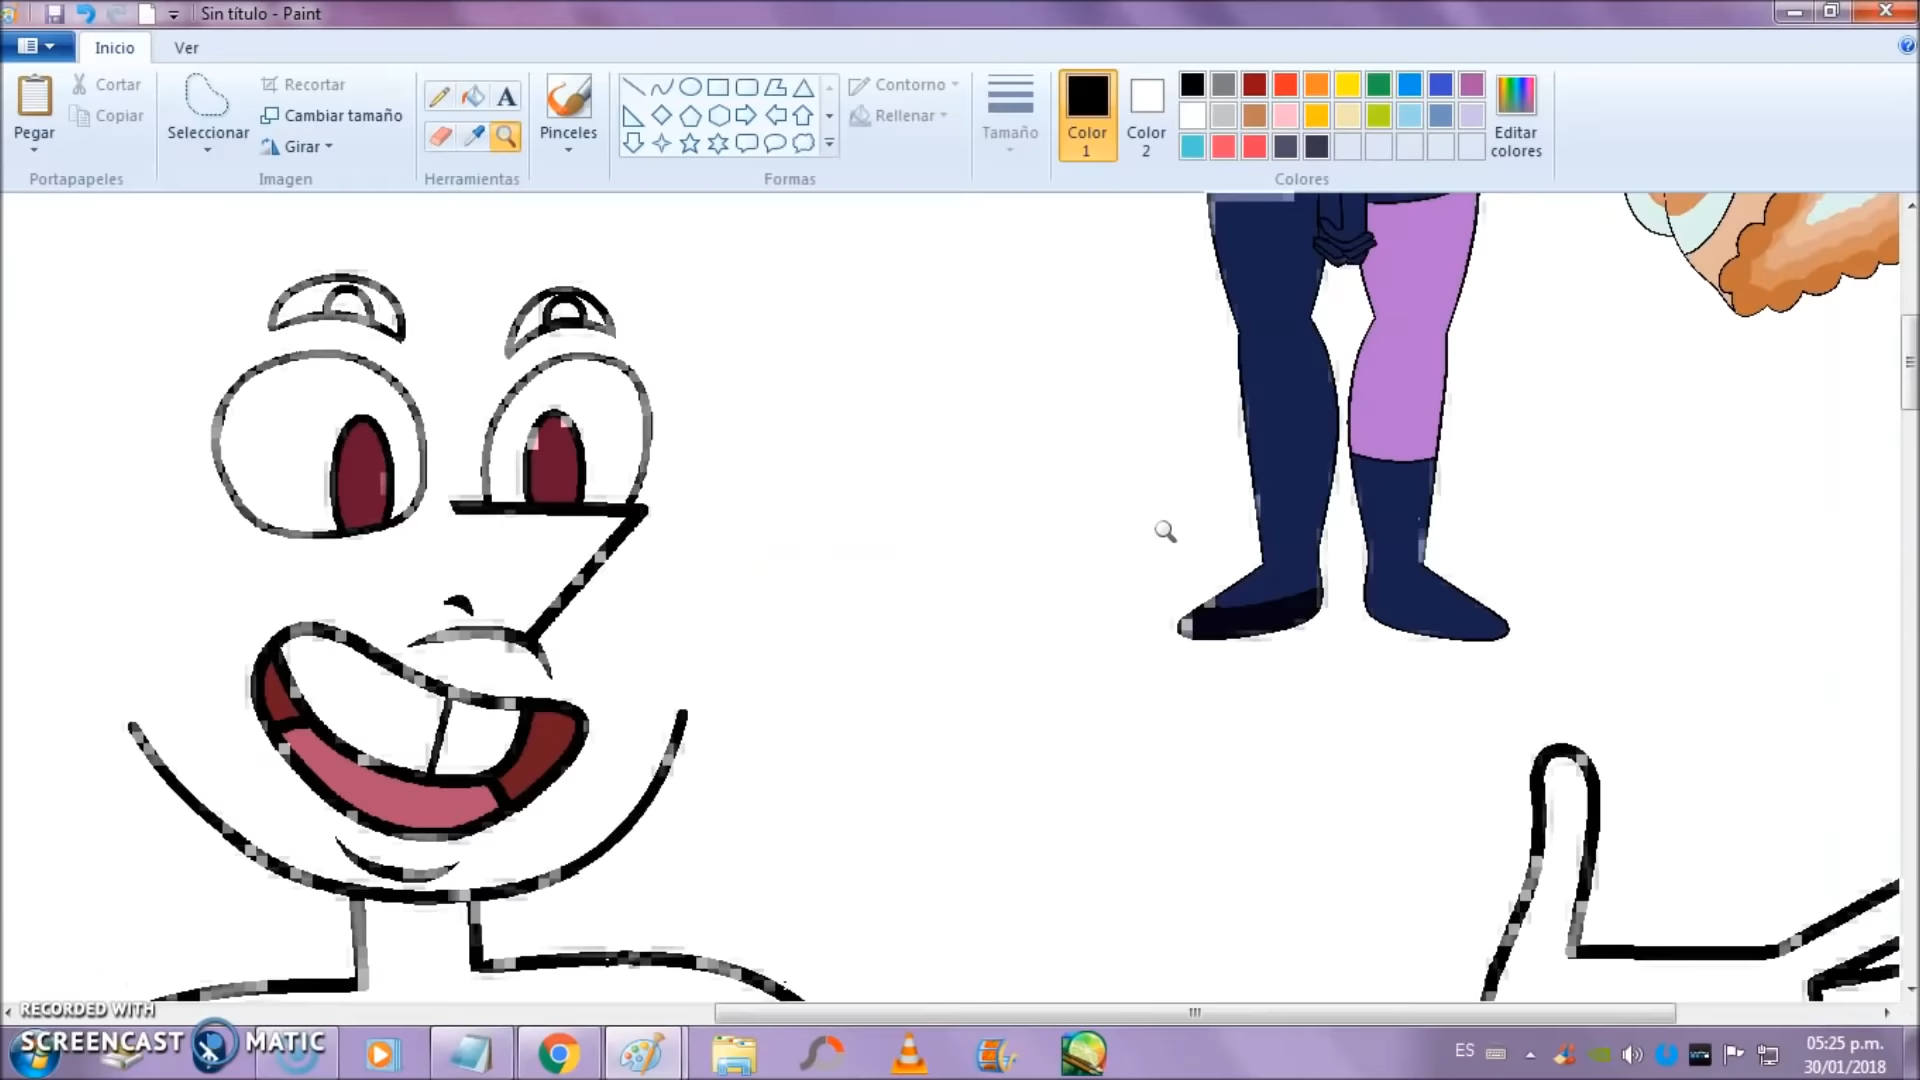 Sin título - Paint
Inicio
Ver
Pegar
Cortar
Copiar
Portapapeles
Seleccionar
Recortar
Cambiar tamaño
Girar
Imagen
A
Herramientas
Pinceles
Formas
Contorno
Rellenar
Tamaño
Color
1
Color
2
Editar
colores
Colores
RECORDED WITH
SCREENCAST MATIC
ES
05:25 p.m.
30/01/2018